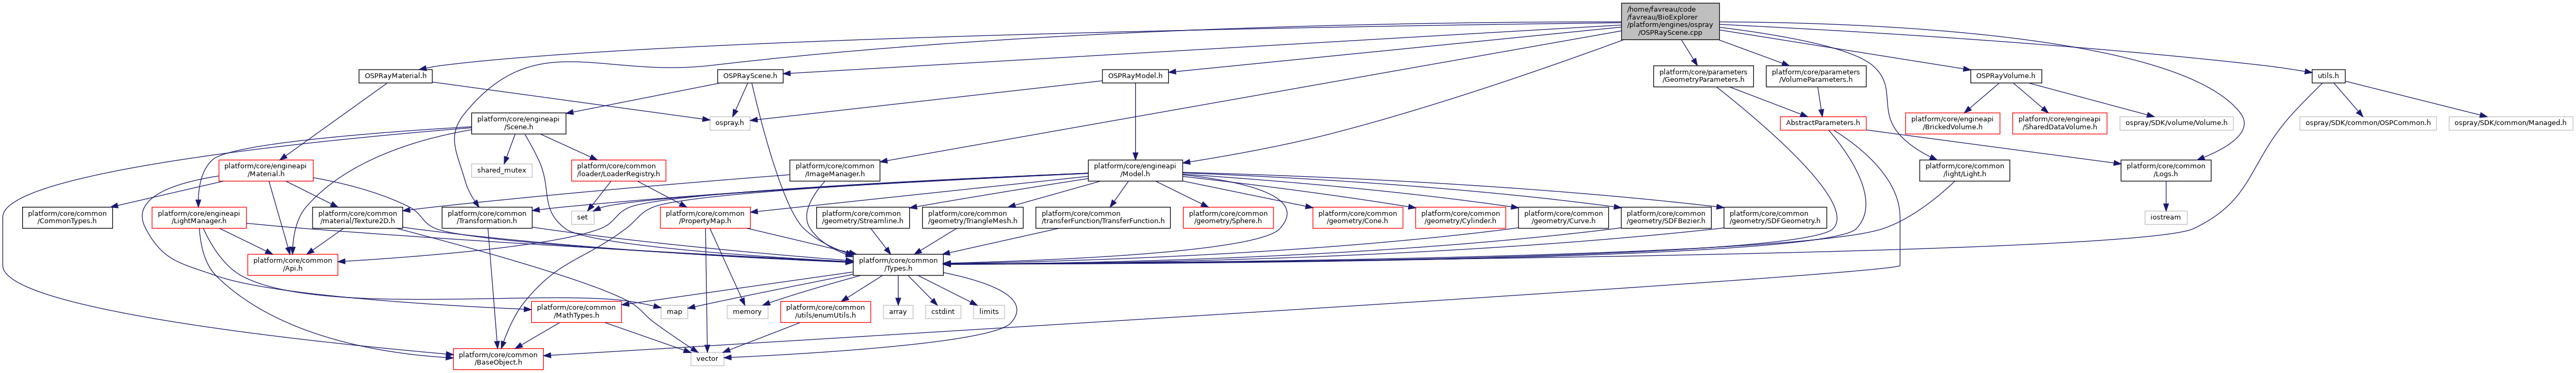 /home/favreau/code
/favreau/BioExplorer
/platform/engines/ospray
/OSPRayScene.cpp
OSPRayMaterial.h
OSPRayScene.h
OSPRayModel.h
platform/core/parameters
/GeometryParameters.h
platform/core/parameters
/VolumeParameters.h
OSPRayVolume.h
utils.h
platform/core/engineapi
/Scene.h
ospray.h
AbstractParameters.h
platform/core/engineapi
/BrickedVolume.h
platform/core/engineapi
/SharedDataVolume.h
ospray/SDK/volume/Volume.h
ospray/SDK/common/OSPCommon.h
ospray/SDK/common/Managed.h
platform/core/engineapi
/Material.h
shared_mutex
platform/core/common
/loader/LoaderRegistry.h
platform/core/common
/ImageManager.h
platform/core/engineapi
/Model.h
platform/core/common
/light/Light.h
platform/core/common
/Logs.h
platform/core/common
/CommonTypes.h
platform/core/engineapi
/LightManager.h
platform/core/common
/material/Texture2D.h
platform/core/common
/Transformation.h
set
platform/core/common
/PropertyMap.h
platform/core/common
/geometry/Streamline.h
platform/core/common
/geometry/TriangleMesh.h
platform/core/common
/transferFunction/TransferFunction.h
platform/core/common
/geometry/Sphere.h
platform/core/common
/geometry/Cone.h
platform/core/common
/geometry/Cylinder.h
platform/core/common
/geometry/Curve.h
platform/core/common
/geometry/SDFBezier.h
platform/core/common
/geometry/SDFGeometry.h
iostream
platform/core/common
/Api.h
platform/core/common
/Types.h
platform/core/common
/MathTypes.h
map
memory
platform/core/common
/utils/enumUtils.h
array
cstdint
limits
platform/core/common
/BaseObject.h
vector